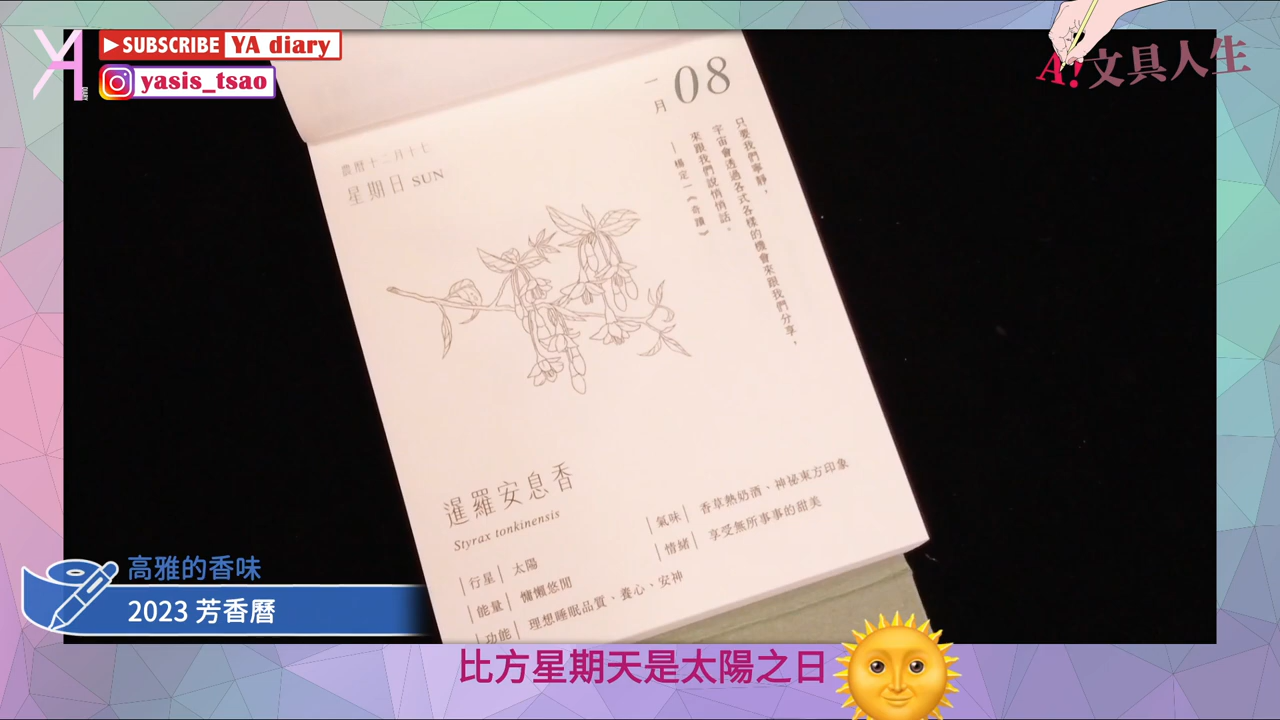 YA
DIARY
SUBSCRIBE YA diary
yasis_tsao
A!文具人生
一月
08
農曆十二月十七
星期日 SUN
只要我們寧靜,
宇宙會透過各式各樣的機會來跟我們分享,
來跟我們說悄悄話。
—楊定一《奇蹟》
暹羅安息香
Styrax tonkinensis
|行星| 太陽
|能量| 慵懶悠閒
|功能| 理想睡眠品質、養心、安神
|氣味| 香草熱奶酒、神祕東方印象
|情緒| 享受無所事事的甜美
高雅的香味
2023 芳香曆
比方星期天是太陽之日